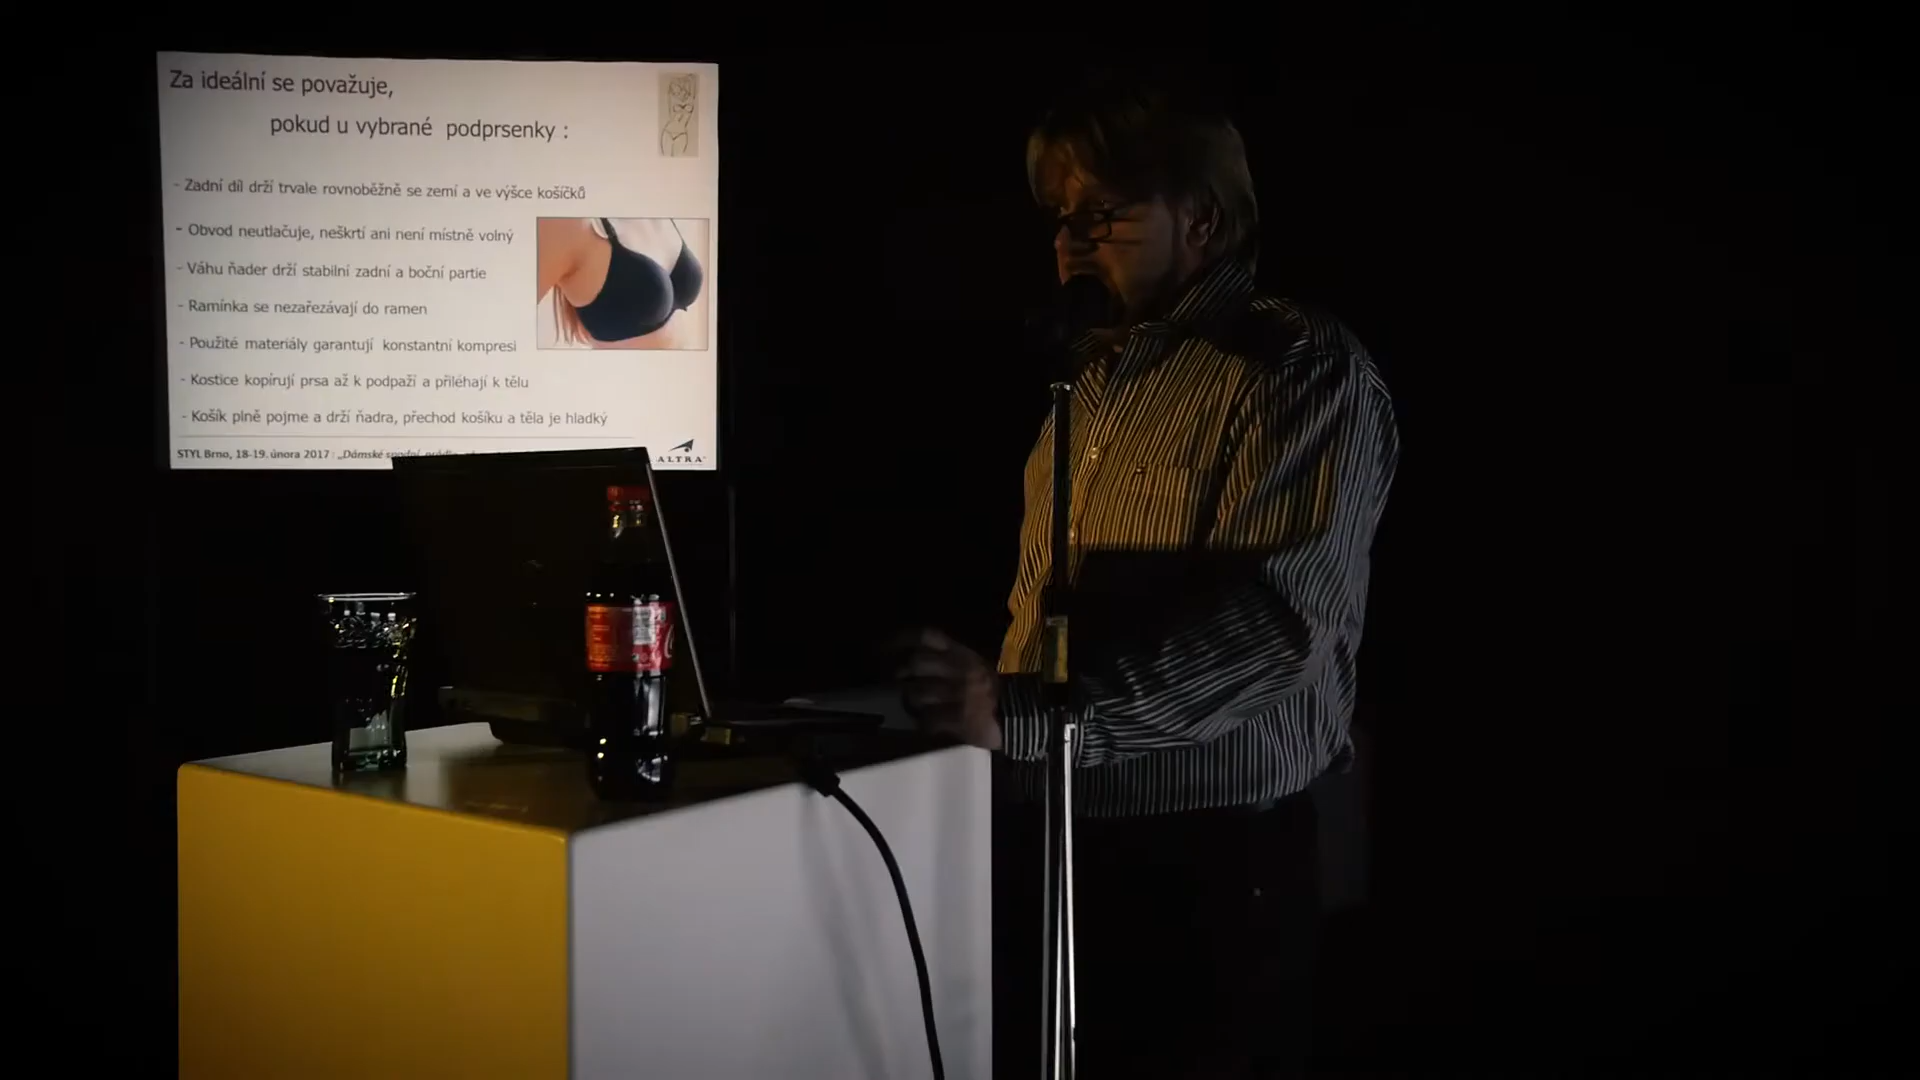 Za ideální se považuje,
pokud u vybrané podprsenky :
- Zadní díl drží trvale rovnoběžně se zemí a ve výšce košíčků
- Obvod neutlačuje, neškrtí ani není místně volný
- Váhu ňader drží stabilní zadní a boční partie
- Ramínka se nezařezávají do ramen
- Použité materiály garantují konstantní kompresi
- Kostice kopírují prsa až k podpaží a přiléhají k tělu
- Košík plně pojme a drží ňadra, přechod košíku a těla je hladký
STYL Brno, 18-19. února 2017 : „Dámské spodní prádlo
ALTRA